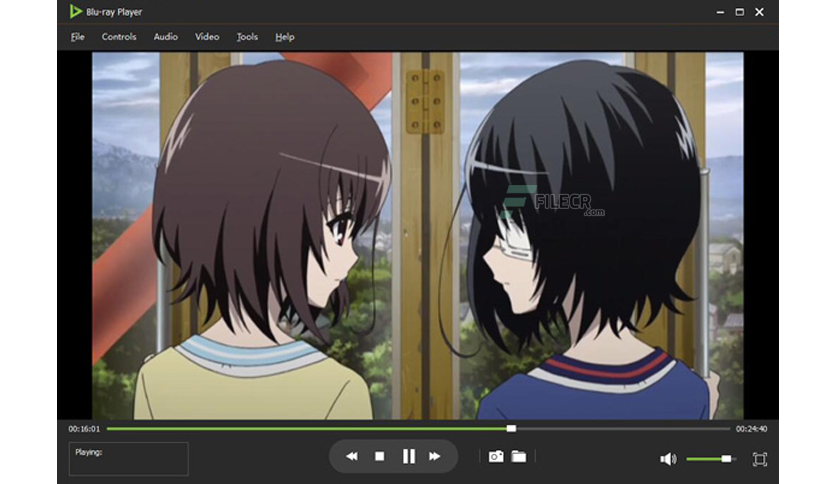 Blu-ray Player
File Controls Audio Video Tools Help
FILECR
.com
00:16:01 00:24:40
Playing: